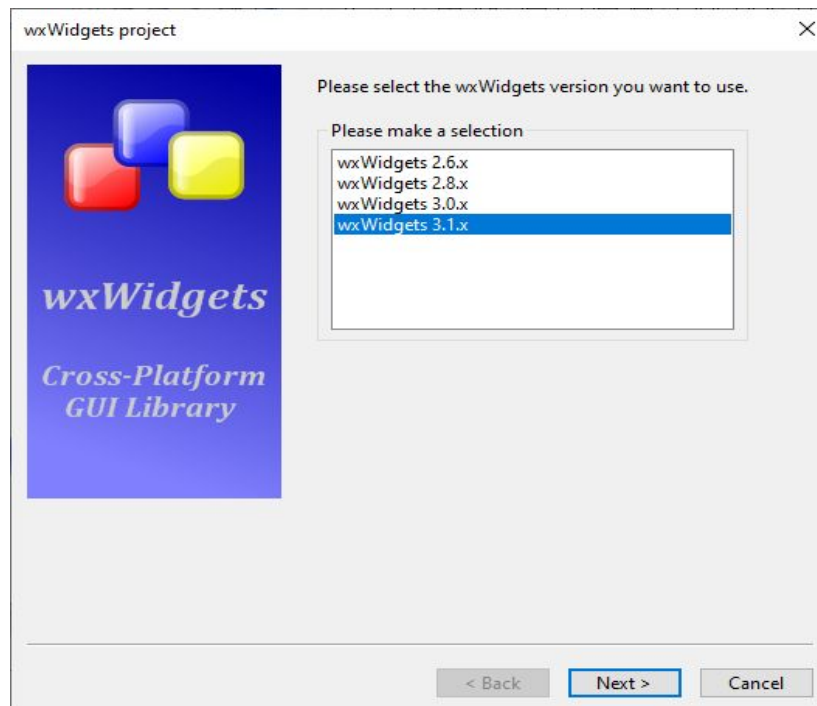 wxWidgets project
Please select the wxWidgets version you want to use.
Please make a selection
wxWidgets 2.6.x
wxWidgets 2.8.x
wxWidgets 3.0.x
wxWidgets 3.1.x
wxWidgets
Cross-Platform
GUI Library
< Back
Next >
Cancel